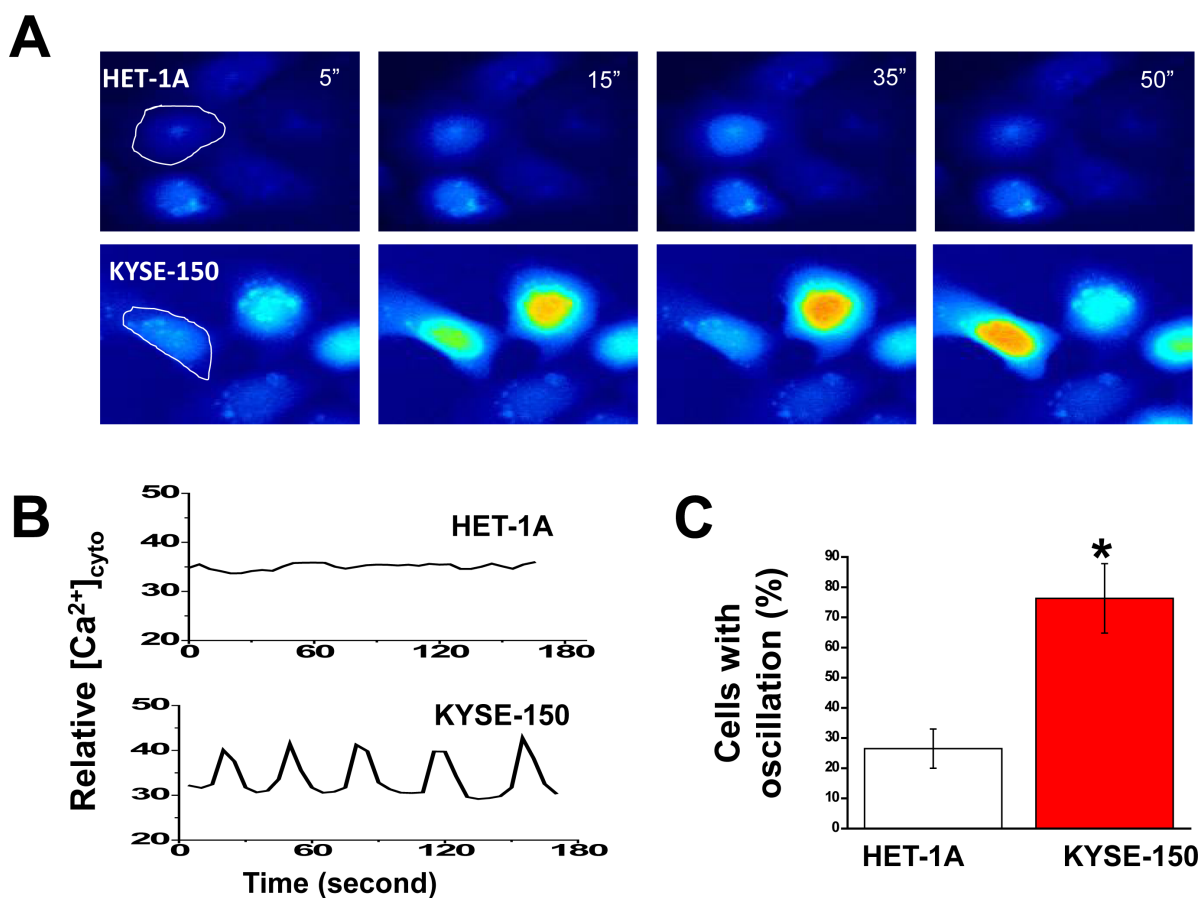 A
HET-1A
5”
15”
35”
50”
KYSE-150
B
Relative [Ca²⁺]cyto
50
40
30
20
HET-1A
0
60
120
180
50
40
30
20
KYSE-150
0
60
120
180
Time (second)
C
Cells with
oscillation (%)
90
80
70
60
50
40
30
20
10
0
*
HET-1A
KYSE-150